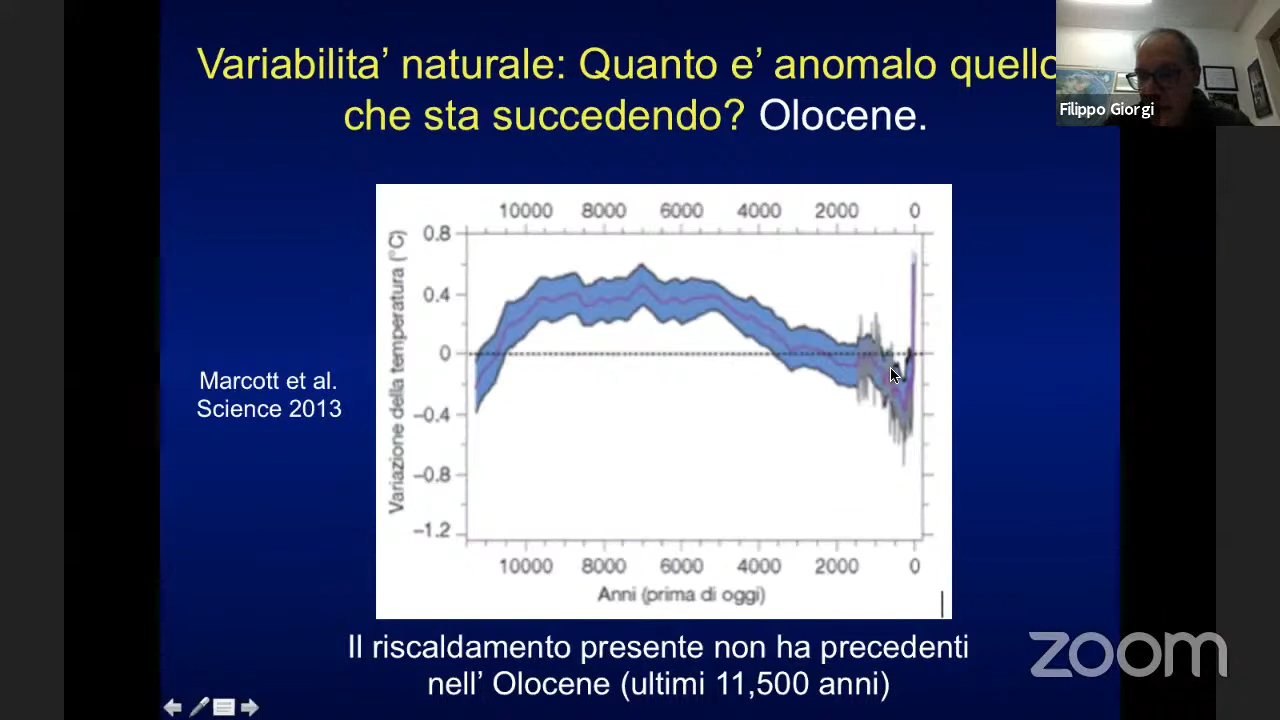 Variabilita’ naturale: Quanto e’ anomalo quello
che sta succedendo? Olocene.
Filippo Giorgi
10000 8000 6000 4000 2000 0
0.8
0.4
0
−0.4
−0.8
−1.2
Variazione della temperatura (°C)
10000 8000 6000 4000 2000 0
Anni (prima di oggi)
Marcott et al.
Science 2013
Il riscaldamento presente non ha precedenti
nell’ Olocene (ultimi 11,500 anni)
zoom